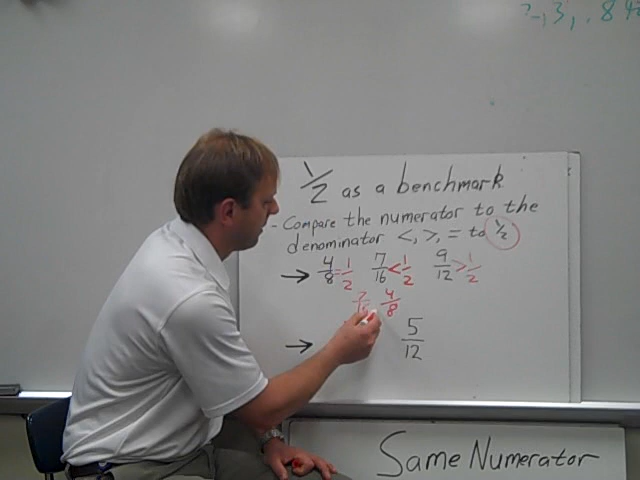 1/2 as a benchmark
- Compare the numerator to the
denominator <, >, = to 1/2
→ 4/8 = 1/2 7/16 < 1/2 9/12 > 1/2
4/8
→ 5/12
Same Numerator